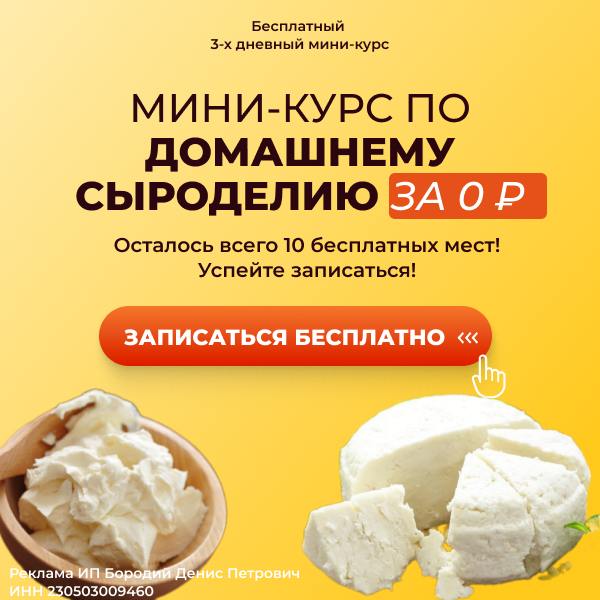 Бесплатный
3-х дневный мини-курс
МИНИ-КУРС ПО
ДОМАШНЕМУ
СЫРОДЕЛИЮ ЗА 0 ₽
Осталось всего 10 бесплатных мест!
Успейте записаться!
ЗАПИСАТЬСЯ БЕСПЛАТНО ‹‹‹
Реклама ИП Бородий Денис Петрович
ИНН 230503009460